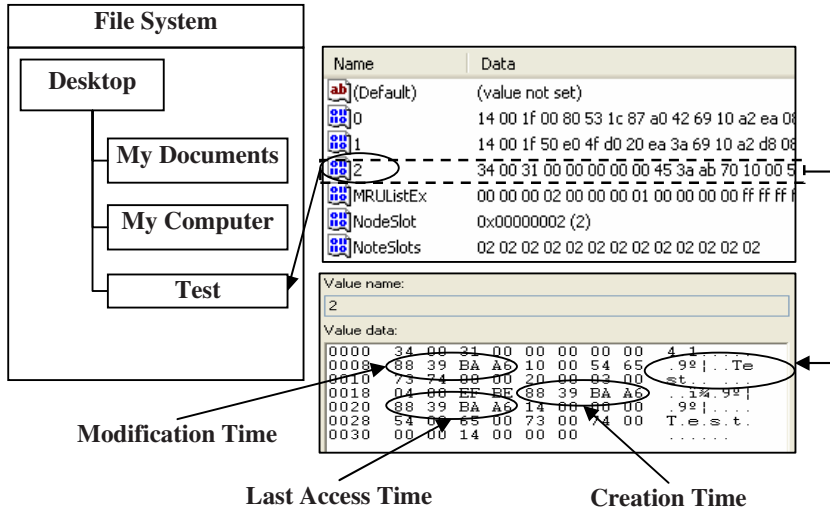 File System
Desktop
My Documents
My Computer
Test
Name Data
(Default) (value not set)
0 14 00 1f 00 80 53 1c 87 a0 42 69 10 a2 ea 08
1 14 00 1f 50 e0 4f d0 20 ea 3a 69 10 a2 d8 08
2 34 00 31 00 00 00 00 00 45 3a ab 70 10 00 5
MRUListEx 00 00 00 02 00 00 00 01 00 00 00 00 ff ff ff f
NodeSlot 0x00000002 (2)
NoteSlots 02 02 02 02 02 02 02 02 02 02 02 02
Value name:
2
Value data:
0000 34 00 31 00 00 00 00 00 4.1.....
0008 88 39 BA A6 10 00 54 65 .9º¦..Te
0010 73 74 00 00 20 00 03 00 st......
0018 04 00 EF BE 88 39 BA A6 ..ï¾.9º¦
0020 88 39 BA A6 14 00 00 00 .9º¦....
0028 54 00 65 00 73 00 74 00 T.e.s.t.
0030 00 00 14 00 00 00 ......
Modification Time
Last Access Time
Creation Time